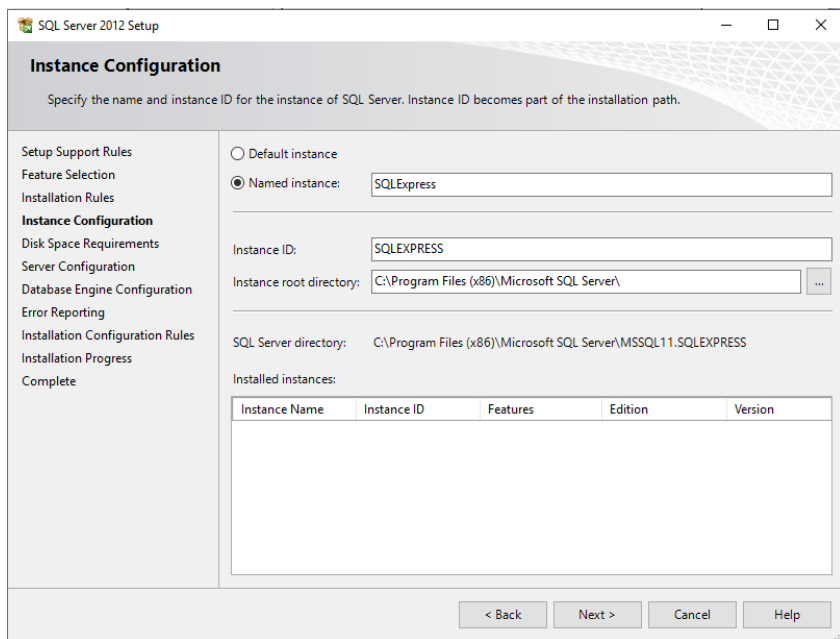 SQL Server 2012 Setup
Instance Configuration
Specify the name and instance ID for the instance of SQL Server. Instance ID becomes part of the installation path.
Setup Support Rules
Feature Selection
Installation Rules
Instance Configuration
Disk Space Requirements
Server Configuration
Database Engine Configuration
Error Reporting
Installation Configuration Rules
Installation Progress
Complete
Default instance
Named instance: SQLExpress
Instance ID: SQLEXPRESS
Instance root directory: C:\Program Files (x86)\Microsoft SQL Server\ ...
SQL Server directory: C:\Program Files (x86)\Microsoft SQL Server\MSSQL11.SQLEXPRESS
Installed instances:
Instance Name Instance ID Features Edition Version
< Back Next > Cancel Help